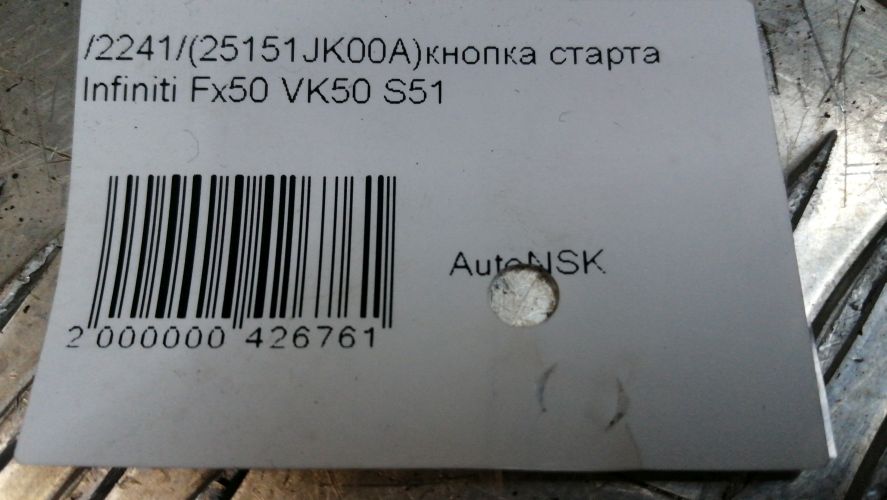 /2241/(25151JK00A)кнопка старта
Infiniti Fx50 VK50 S51
AutoNSK
2 000000 426761